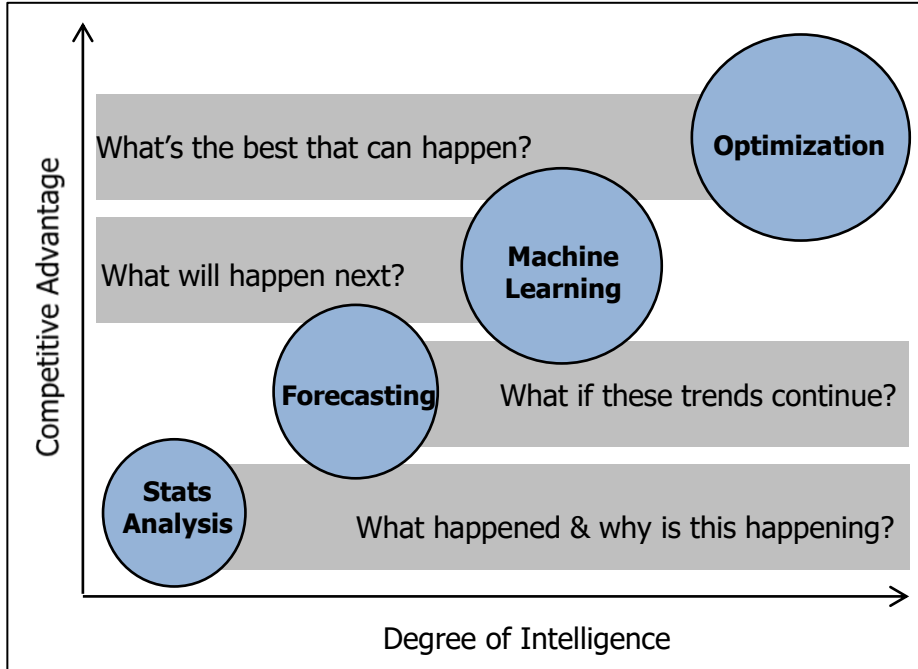 What's the best that can happen?
Optimization
What will happen next?
Machine
Learning
Forecasting
What if these trends continue?
Stats
Analysis
What happened & why is this happening?
Competitive Advantage
Degree of Intelligence